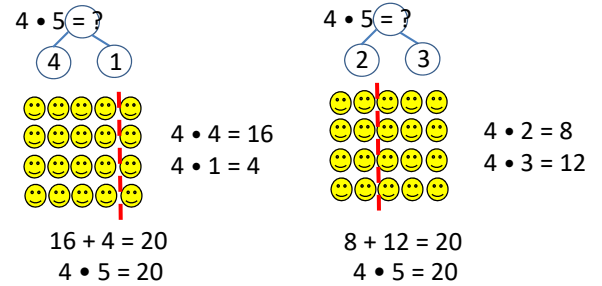 4 • 5 = ?
4 1
4 • 4 = 16
4 • 1 = 4
16 + 4 = 20
4 • 5 = 20
4 • 5 = ?
2 3
4 • 2 = 8
4 • 3 = 12
8 + 12 = 20
4 • 5 = 20